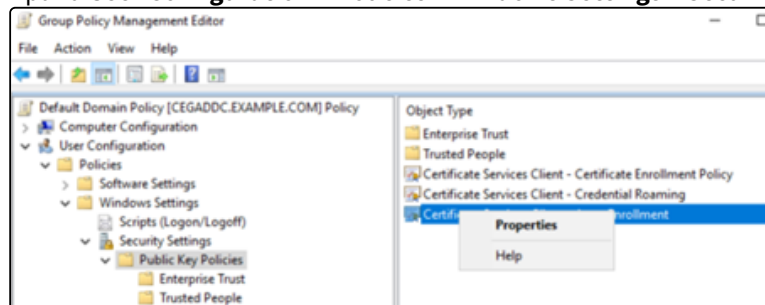 Group Policy Management Editor
File Action View Help
Default Domain Policy [CEGADDC.EXAMPLE.COM] Policy
Computer Configuration
User Configuration
Policies
Software Settings
Windows Settings
Scripts (Logon/Logoff)
Security Settings
Public Key Policies
Enterprise Trust
Trusted People
Object Type
Enterprise Trust
Trusted People
Certificate Services Client - Certificate Enrollment Policy
Certificate Services Client - Credential Roaming
Properties
Help